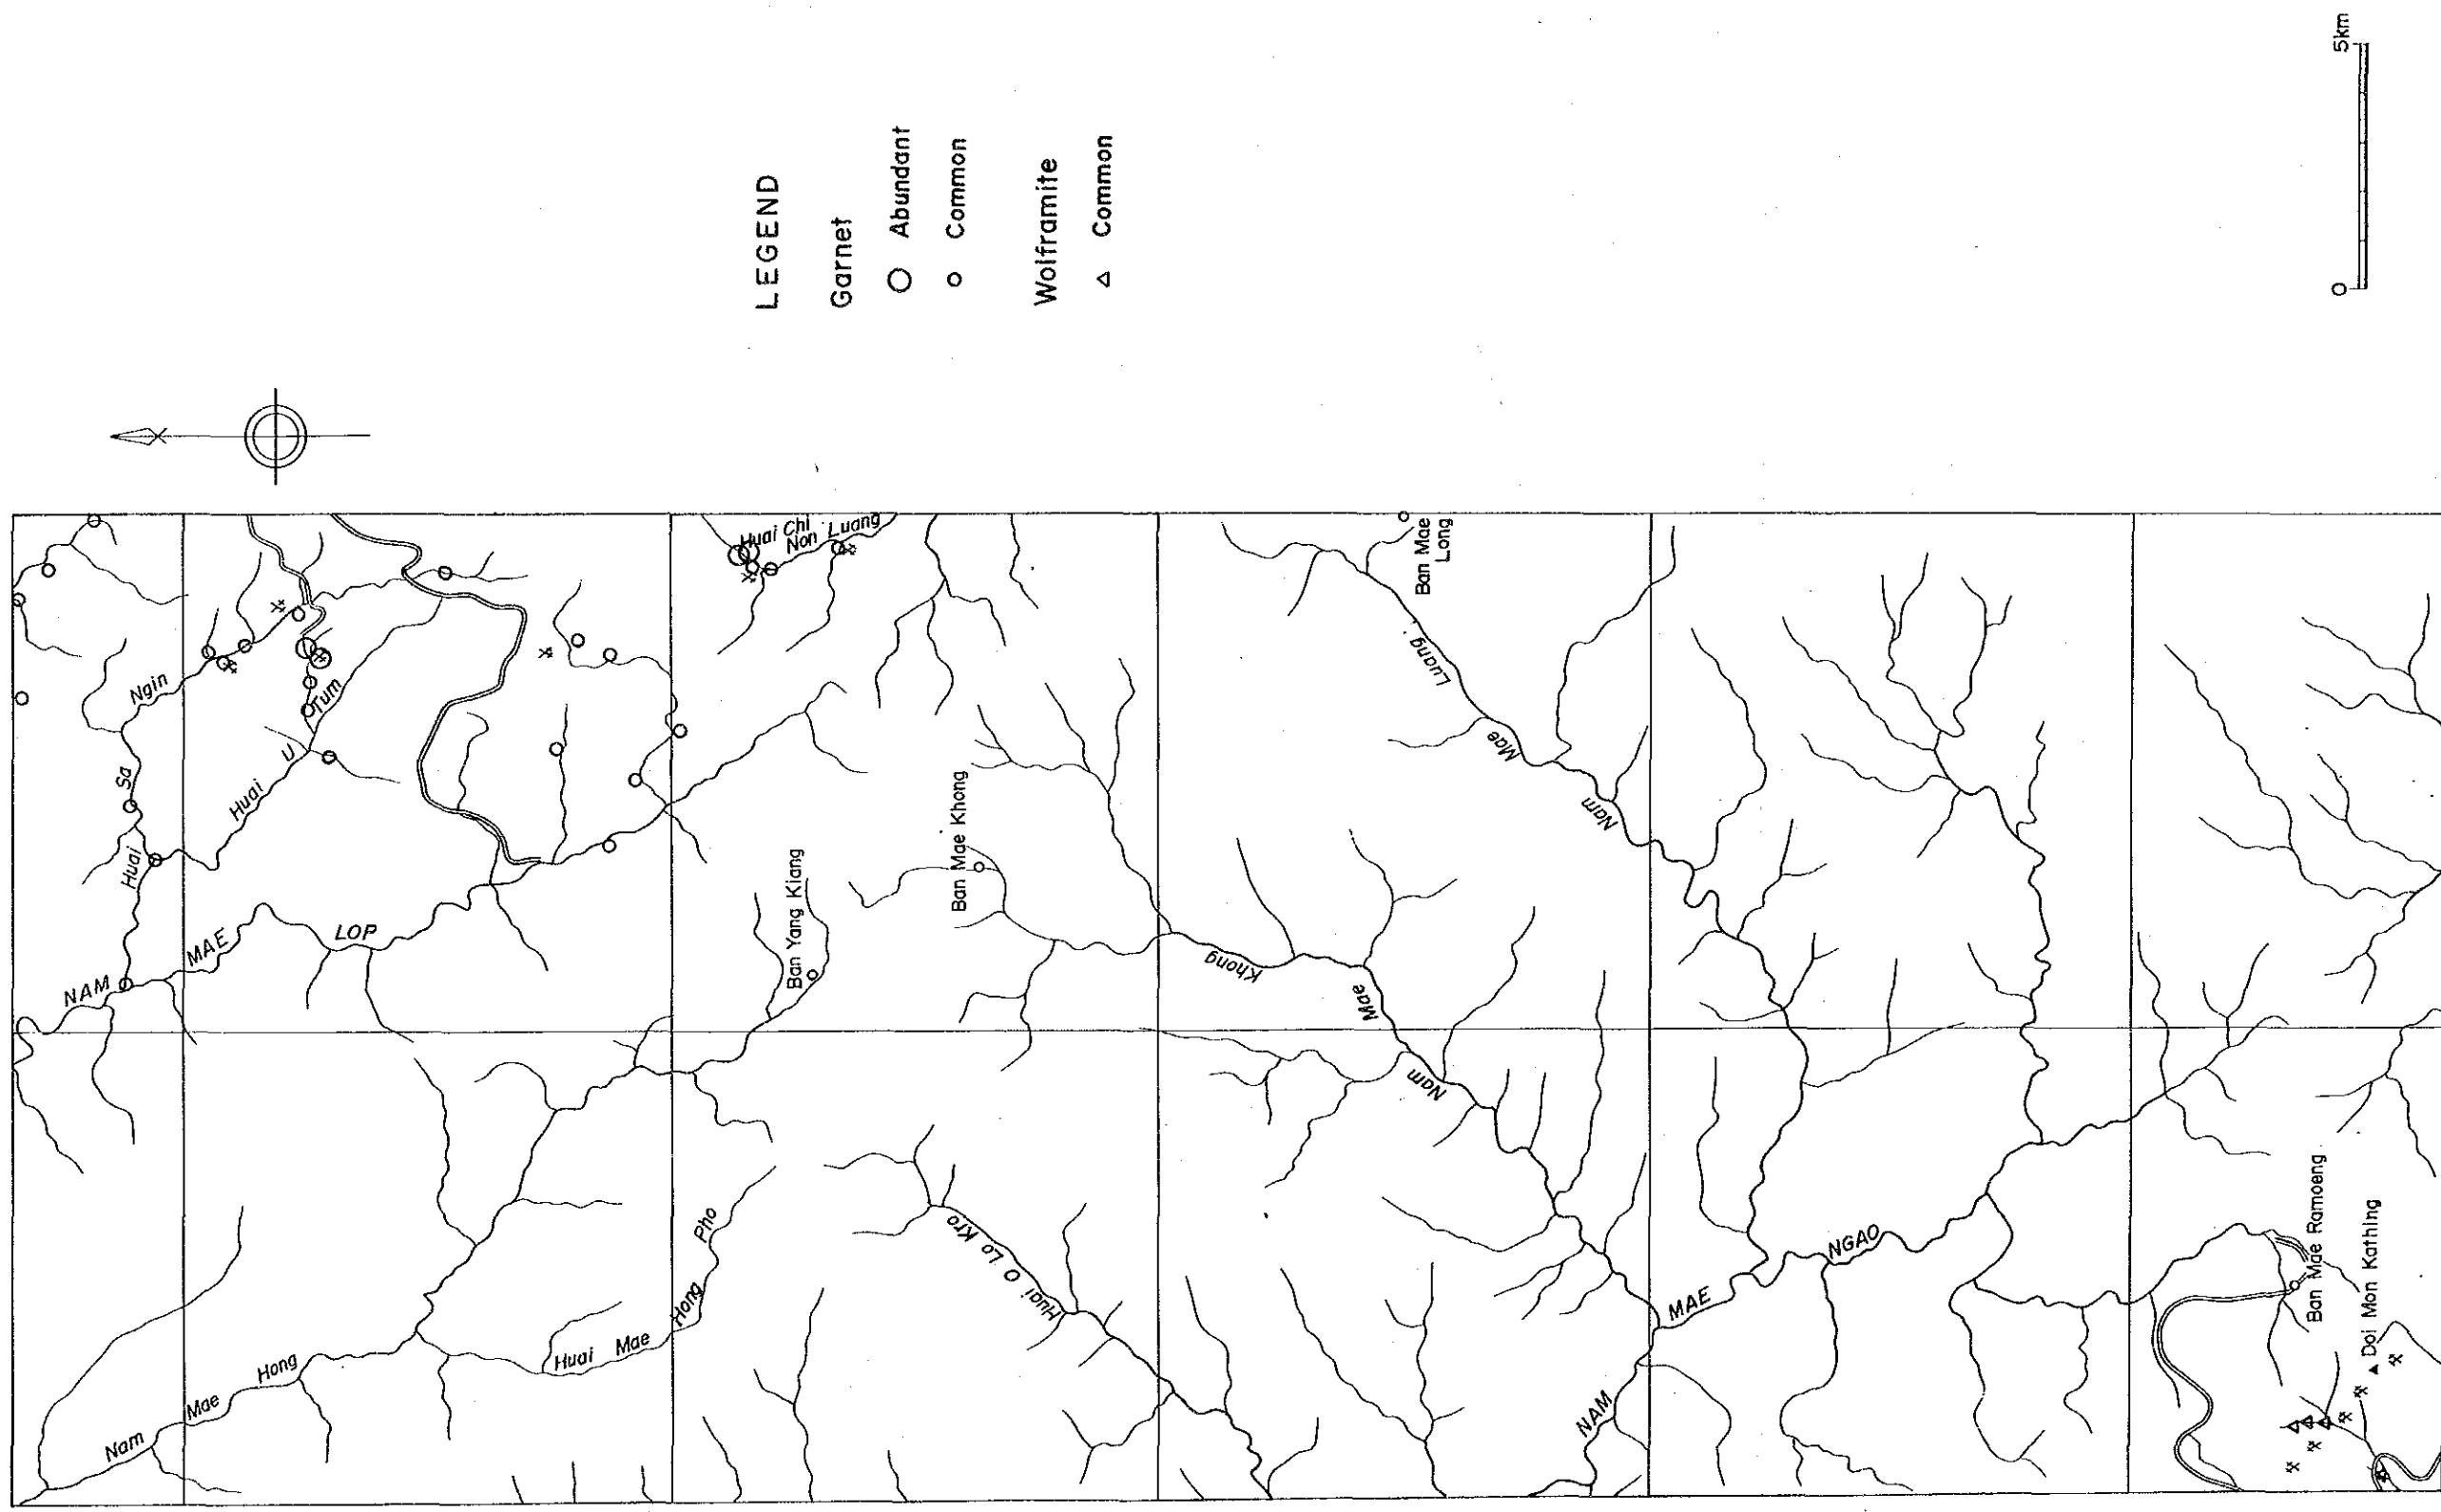 LEGEND
Garnet
Abundant
Common
Wolframite
Common
0 5km
NAM MAE LOP
Huai Sa Ngin
Huai U Tum
Huai Chi
Non Luang
Ban Yang Kiang
Ban Mae Khong
Ban Mae
Long
Nam Mae Luang
Nam Mae Khong
Nam Mae Hong
Huai Mae Hong Pho
Huai O Lo Kro
NAM MAE NGAO
Ban Mae Ramoeng
Doi Mon Kathing